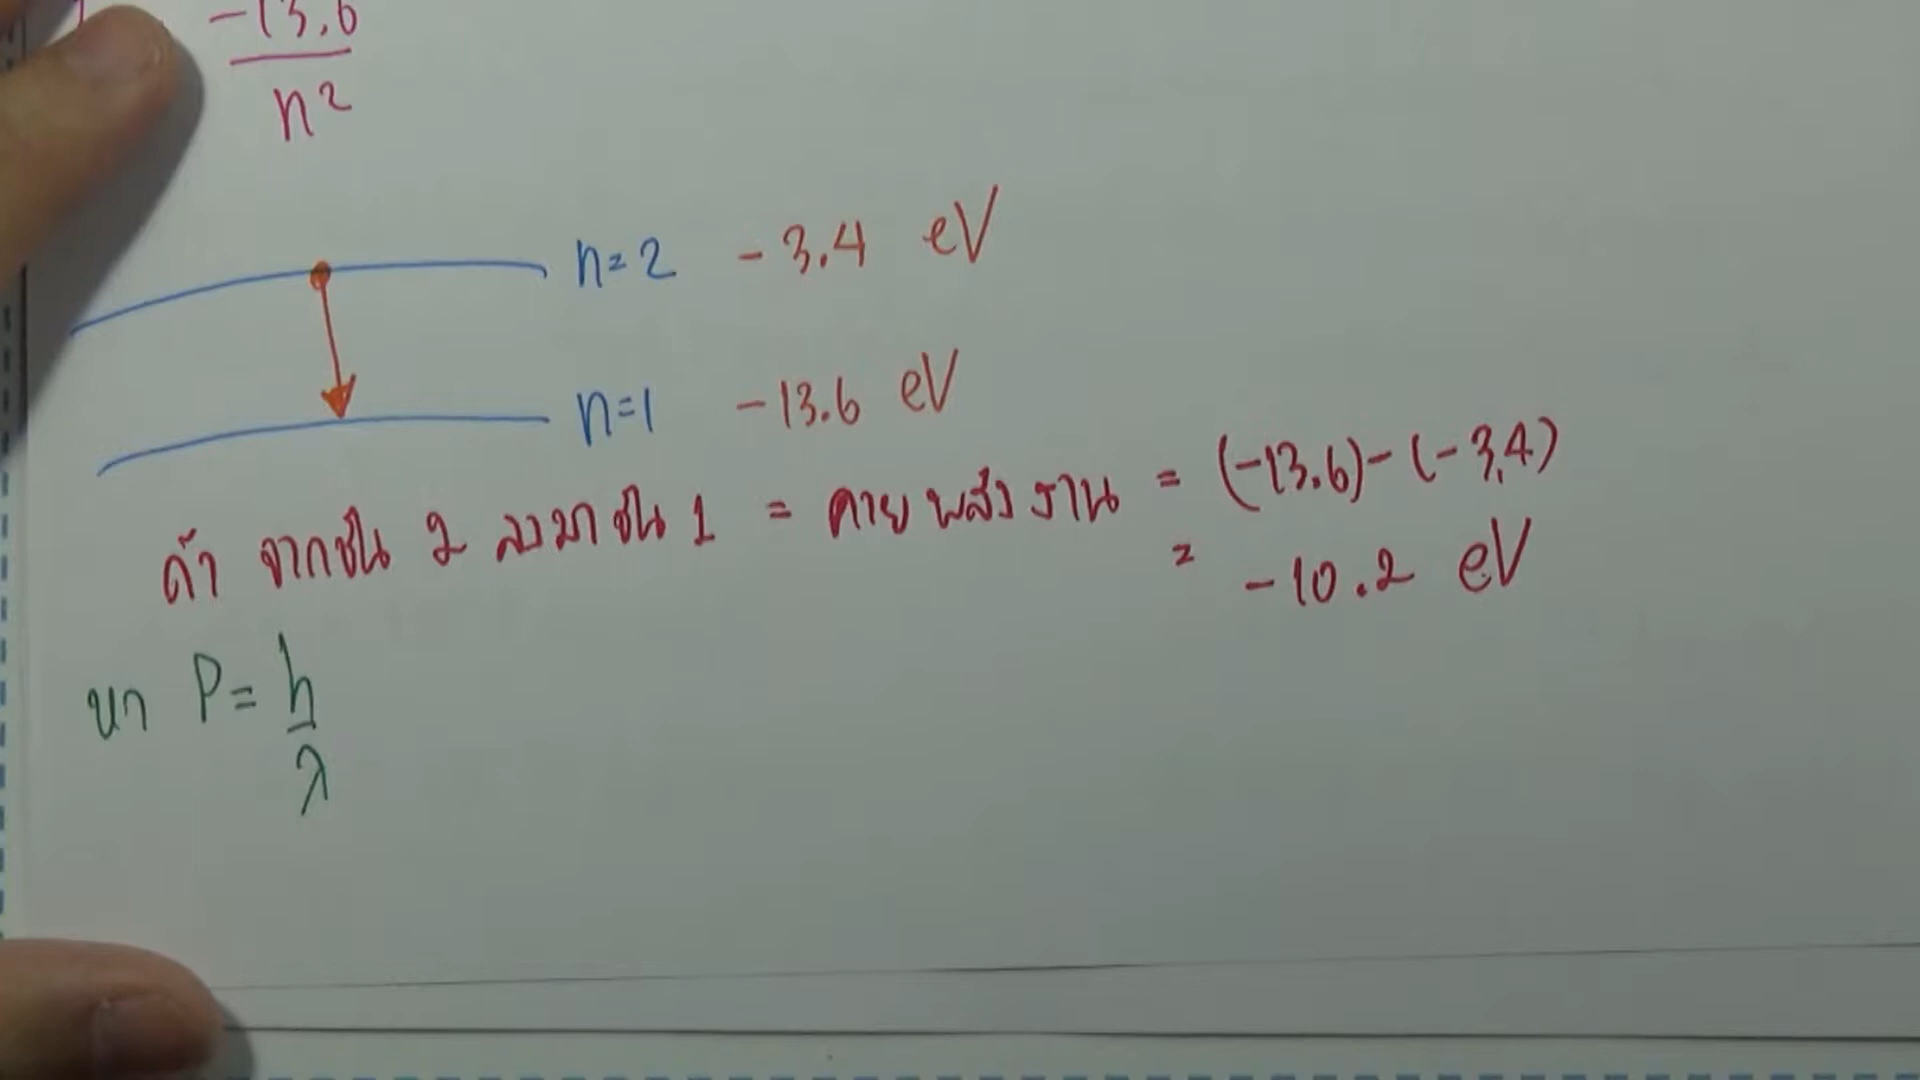 -13.6
n²
n=2 -3.4 eV
n=1 -13.6 eV
ถ้า จากชั้น 2 ลงมาชั้น 1 = คายพลังงาน = (-13.6)-(-3.4)
= -10.2 eV
หา P = h
λ